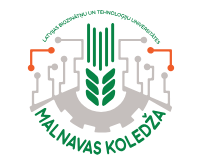 LATVIJAS BIOZINĀTŅU UN TEHNOLOĢIJU UNIVERSITĀTES
MALNAVAS KOLEDŽA